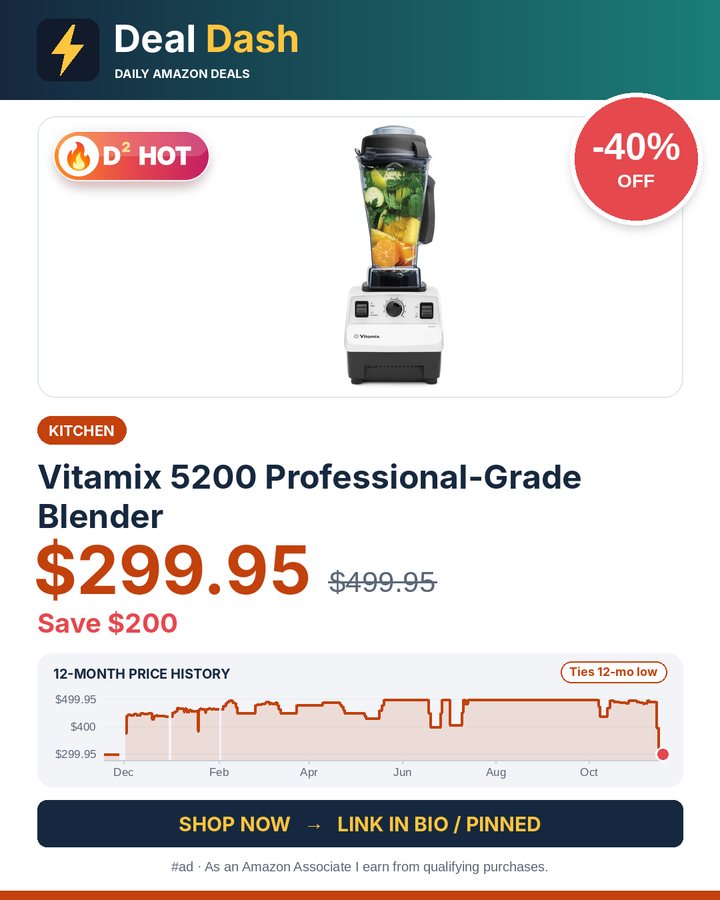 Deal Dash
DAILY AMAZON DEALS
D² HOT
-40%
OFF
Vitamix
KITCHEN
Vitamix 5200 Professional-Grade
Blender
$299.95 $499.95
Save $200
12-MONTH PRICE HISTORY
Ties 12-mo low
$499.95
$400
$299.95
Dec Feb Apr Jun Aug Oct
SHOP NOW → LINK IN BIO / PINNED
#ad · As an Amazon Associate I earn from qualifying purchases.